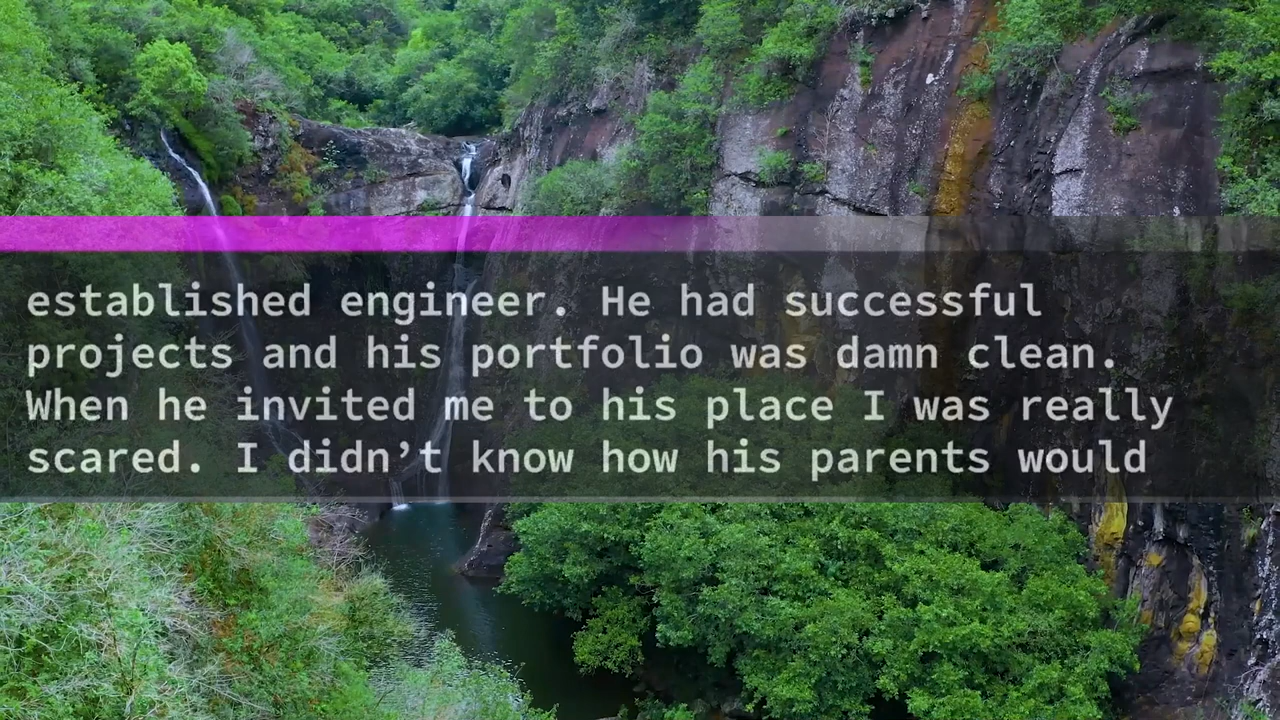 established engineer. He had successful
projects and his portfolio was damn clean.
When he invited me to his place I was really
scared. I didn’t know how his parents would